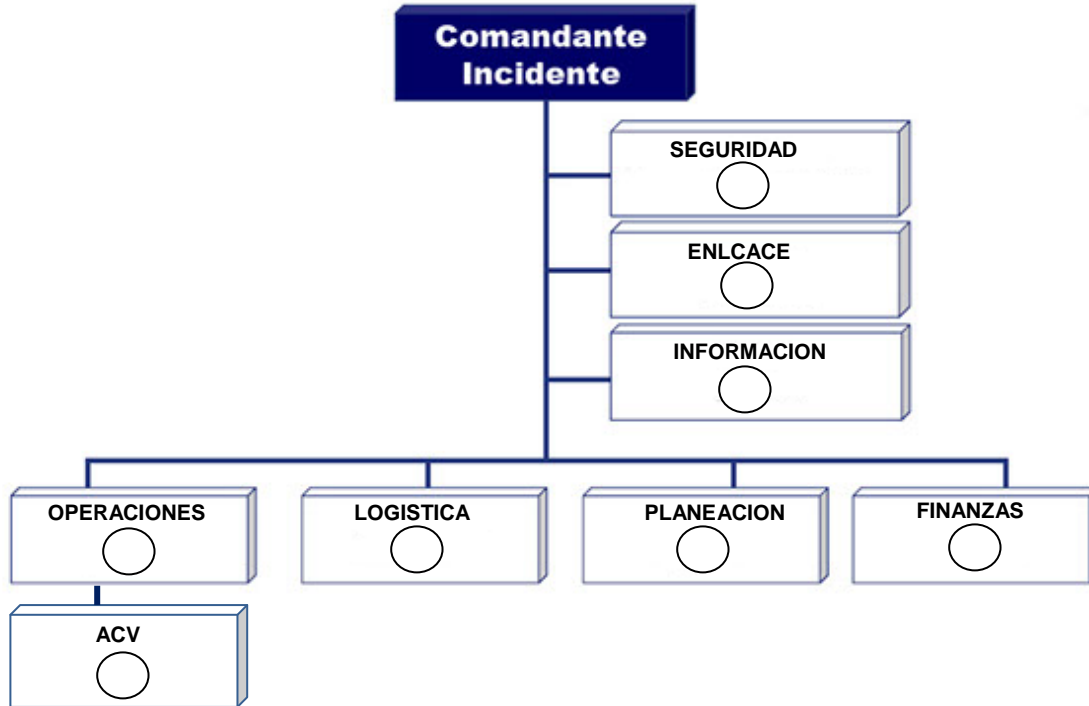 Comandante
Incidente
SEGURIDAD
ENLCACE
INFORMACION
OPERACIONES
LOGISTICA
PLANEACION
FINANZAS
ACV